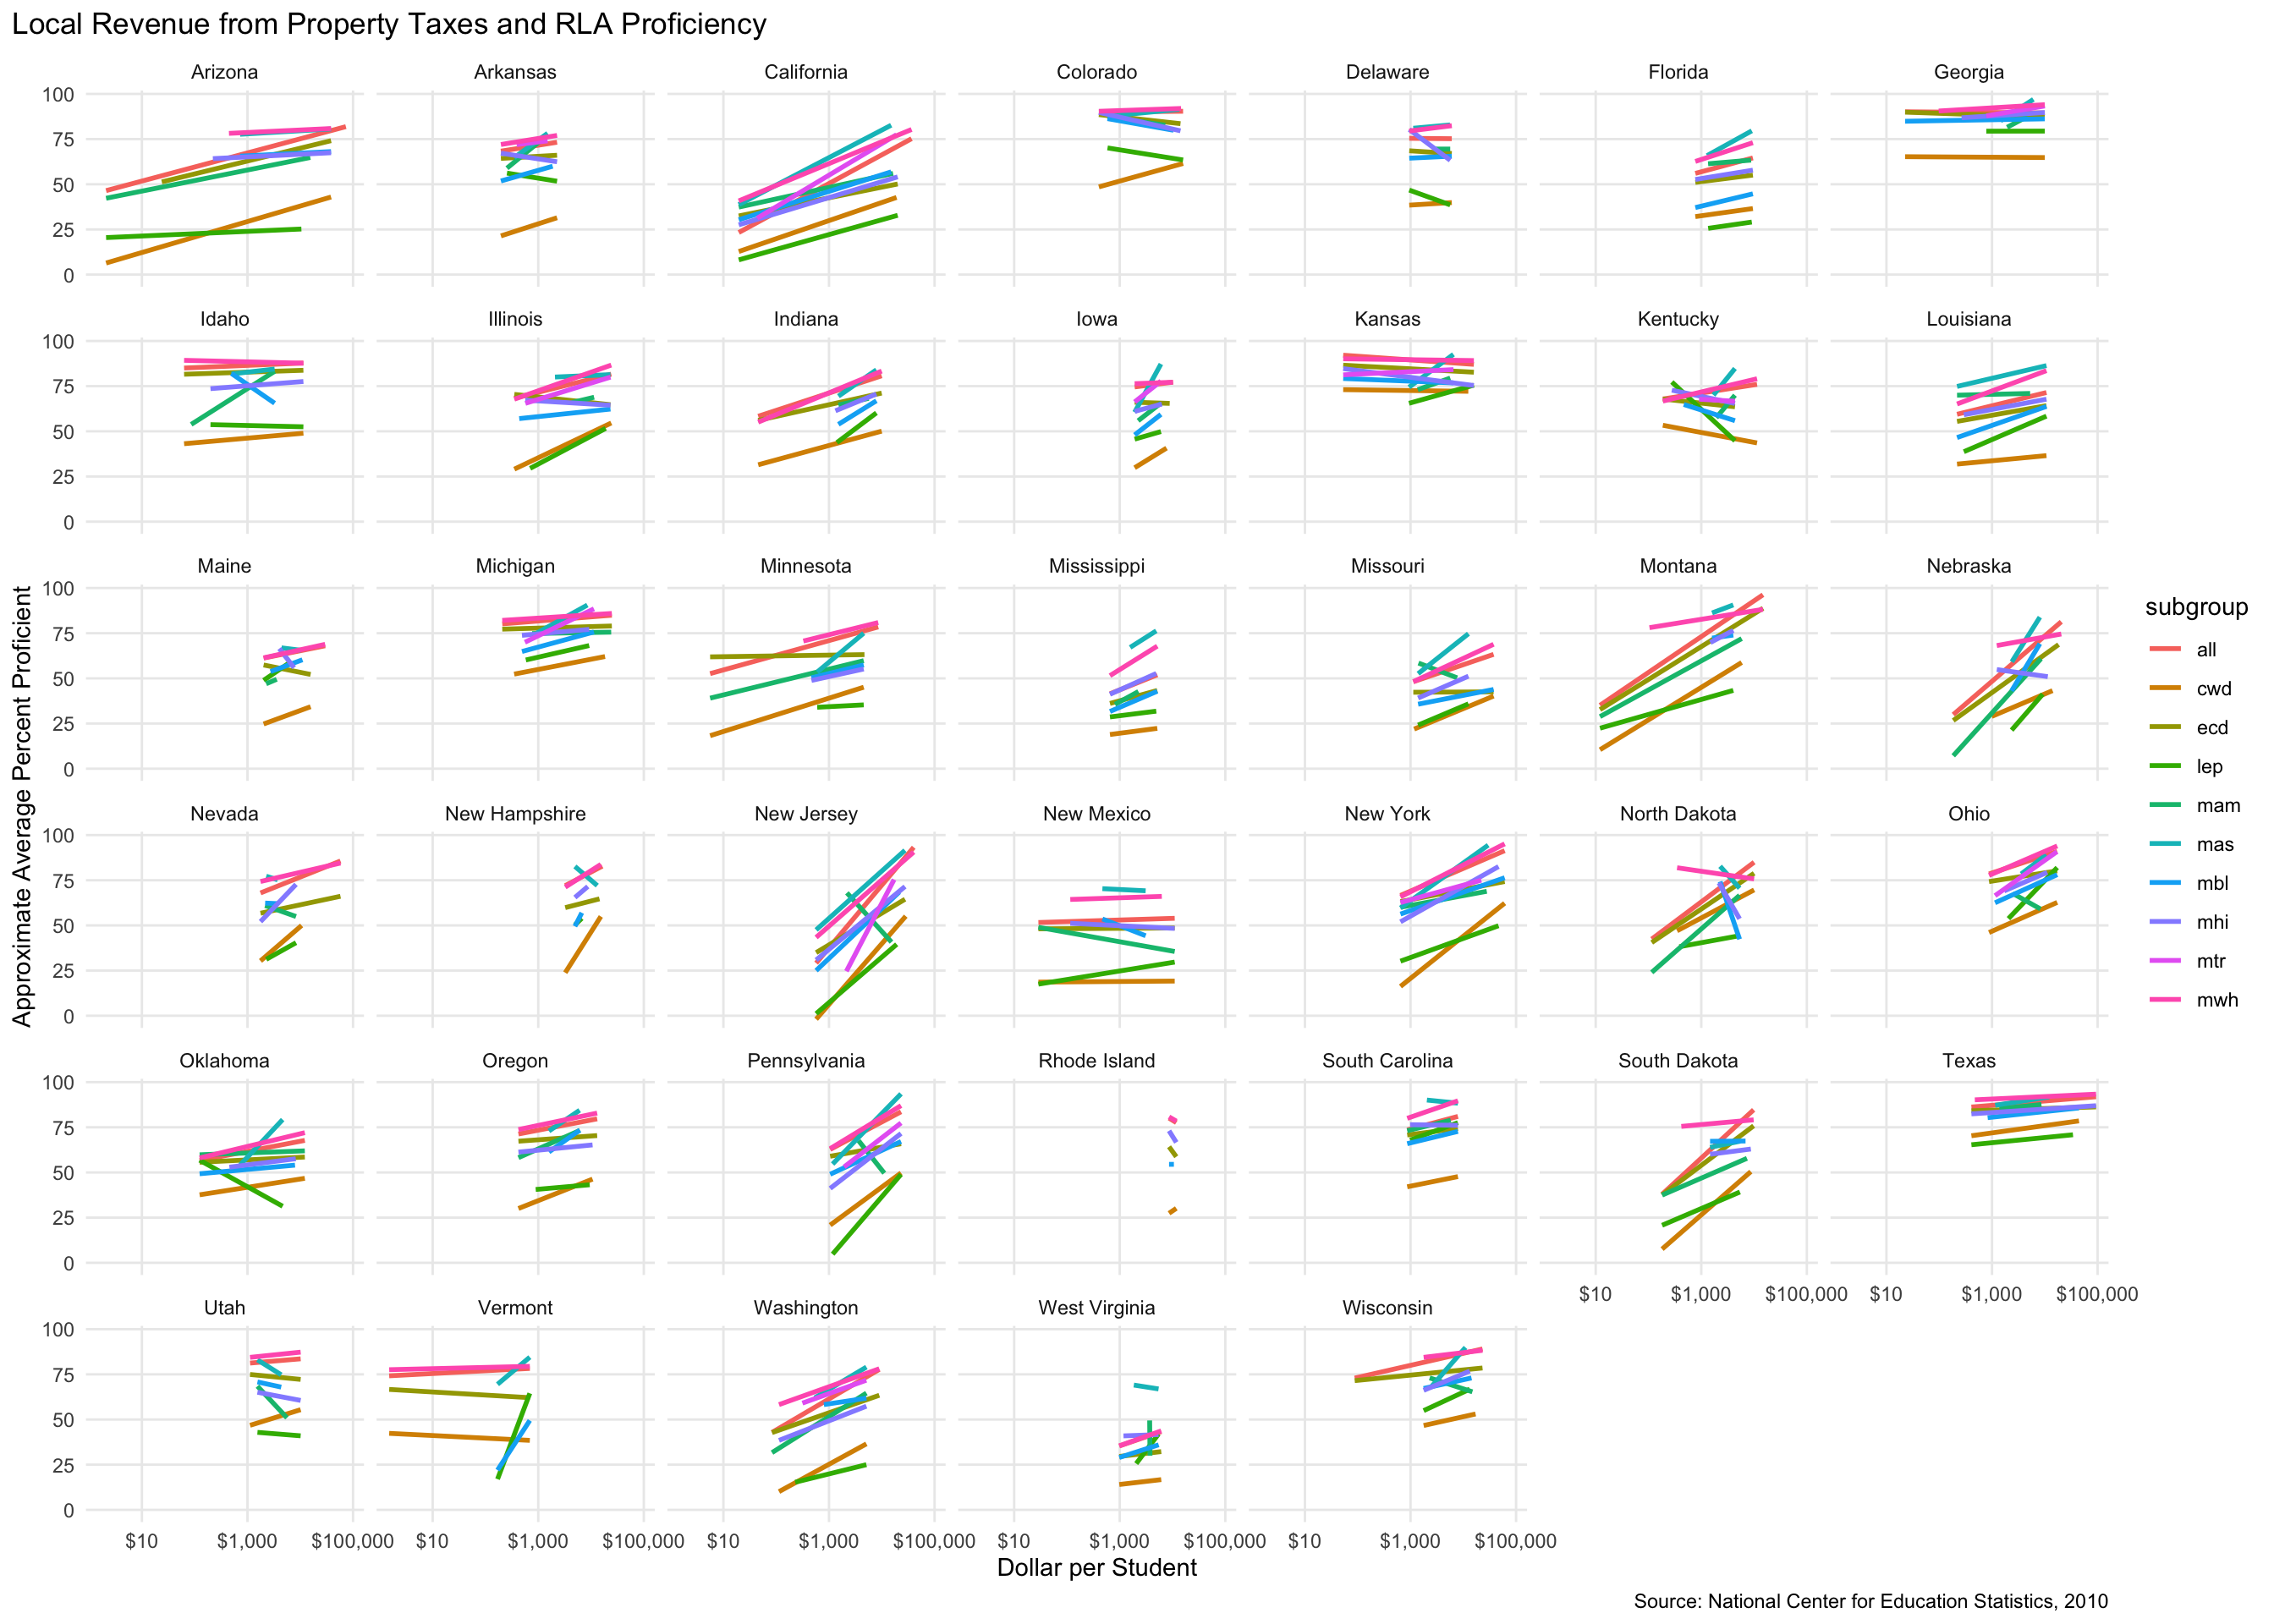 Local Revenue from Property Taxes and RLA Proficiency
Arizona Arkansas California Colorado Delaware Florida Georgia
100
75
50
25
0
Idaho Illinois Indiana Iowa Kansas Kentucky Louisiana
100
75
50
25
0
Maine Michigan Minnesota Mississippi Missouri Montana Nebraska
100
75
50
25
0
Nevada New Hampshire New Jersey New Mexico New York North Dakota Ohio
100
75
50
25
0
Oklahoma Oregon Pennsylvania Rhode Island South Carolina South Dakota Texas
100
75
50
25
0
$10 $1,000 $100,000 $10 $1,000 $100,000
Utah Vermont Washington West Virginia Wisconsin
100
75
50
25
0
$10 $1,000 $100,000 $10 $1,000 $100,000 $10 $1,000 $100,000 $10 $1,000 $100,000 $10 $1,000 $100,000
Approximate Average Percent Proficient
Dollar per Student
subgroup
all
cwd
ecd
lep
mam
mas
mbl
mhi
mtr
mwh
Source: National Center for Education Statistics, 2010